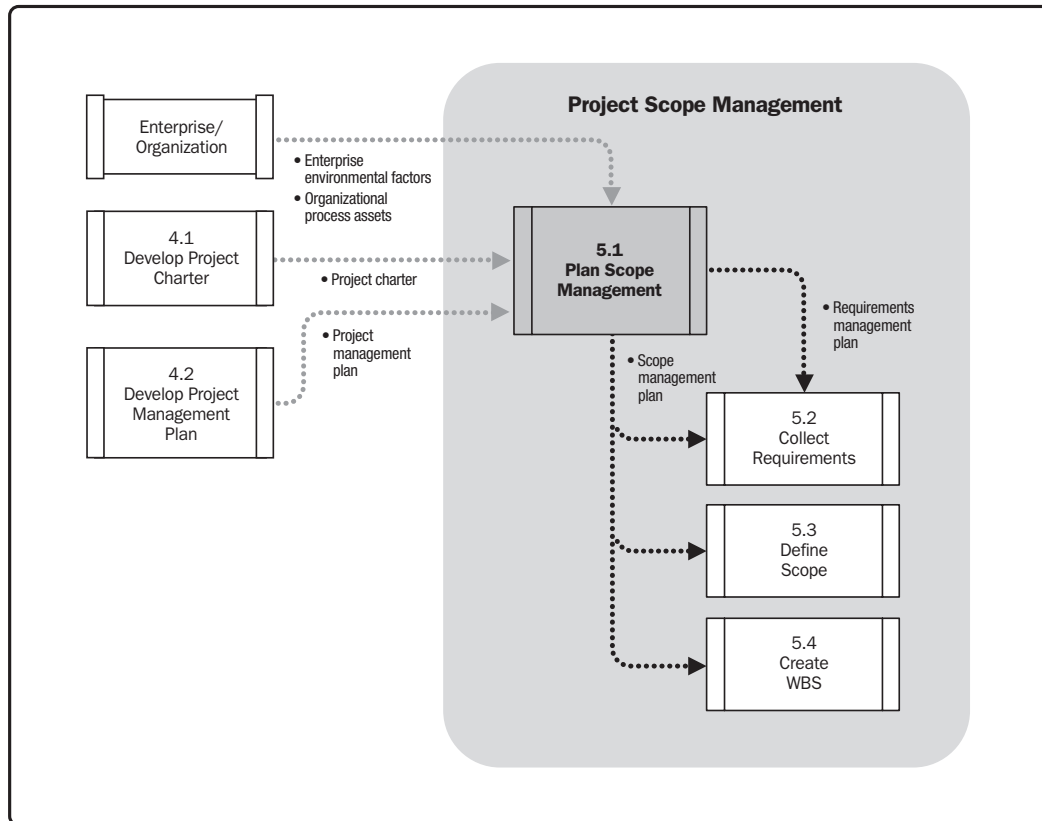 Project Scope Management
Enterprise/
Organization
• Enterprise
environmental factors
• Organizational
process assets
4.1
Develop Project
Charter
• Project charter
5.1
Plan Scope
Management
4.2
Develop Project
Management
Plan
• Project
management
plan
• Requirements
management
plan
• Scope
management
plan
5.2
Collect
Requirements
5.3
Define
Scope
5.4
Create
WBS